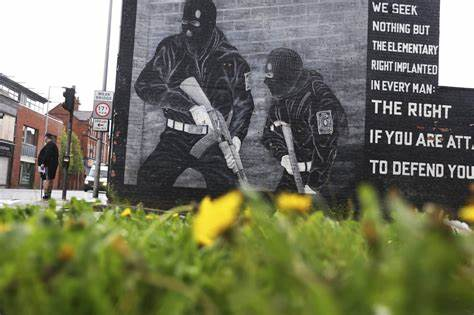 WE SEEK
NOTHING BUT
THE ELEMENTARY
RIGHT IMPLANTED
IN EVERY MAN:
THE RIGHT
IF YOU ARE ATTA
TO DEFEND YOU